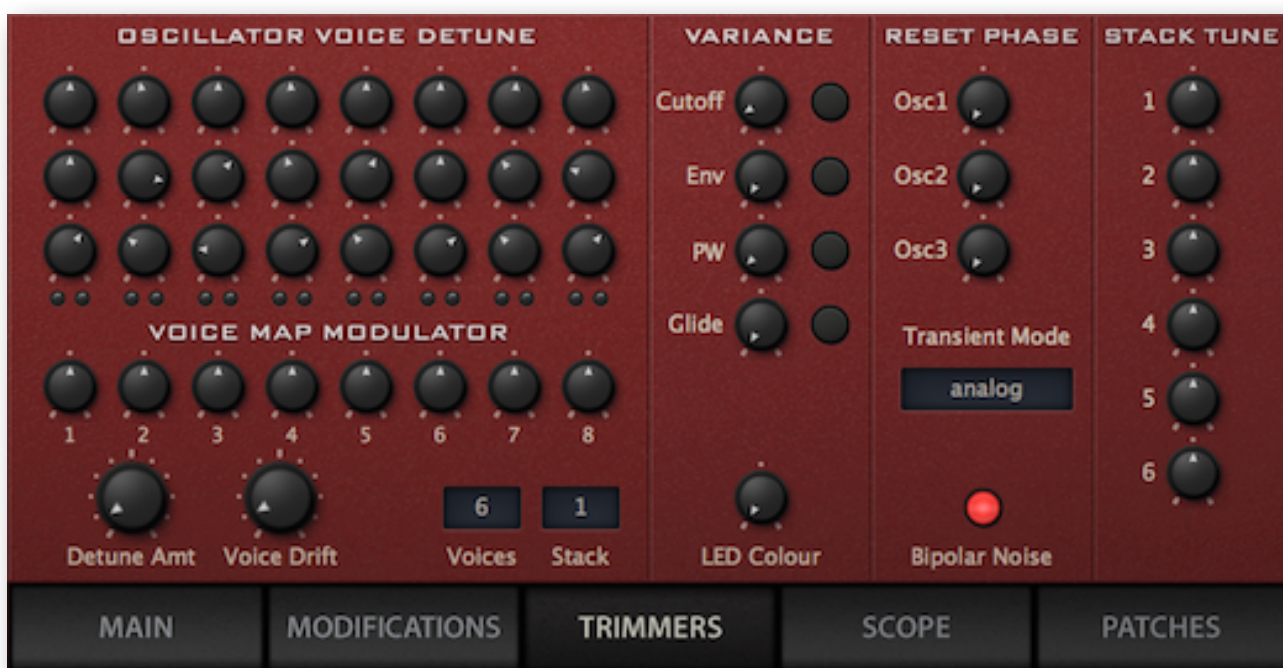 OSCILLATOR VOICE DETUNE
VOICE MAP MODULATOR
1 2 3 4 5 6 7 8
6 1
Detune Amt Voice Drift Voices Stack
VARIANCE
Cutoff
Env
PW
Glide
LED Colour
RESET PHASE
Osc1
Osc2
Osc3
Transient Mode
analog
Bipolar Noise
STACK TUNE
1
2
3
4
5
6
MAIN MODIFICATIONS TRIMMERS SCOPE PATCHES